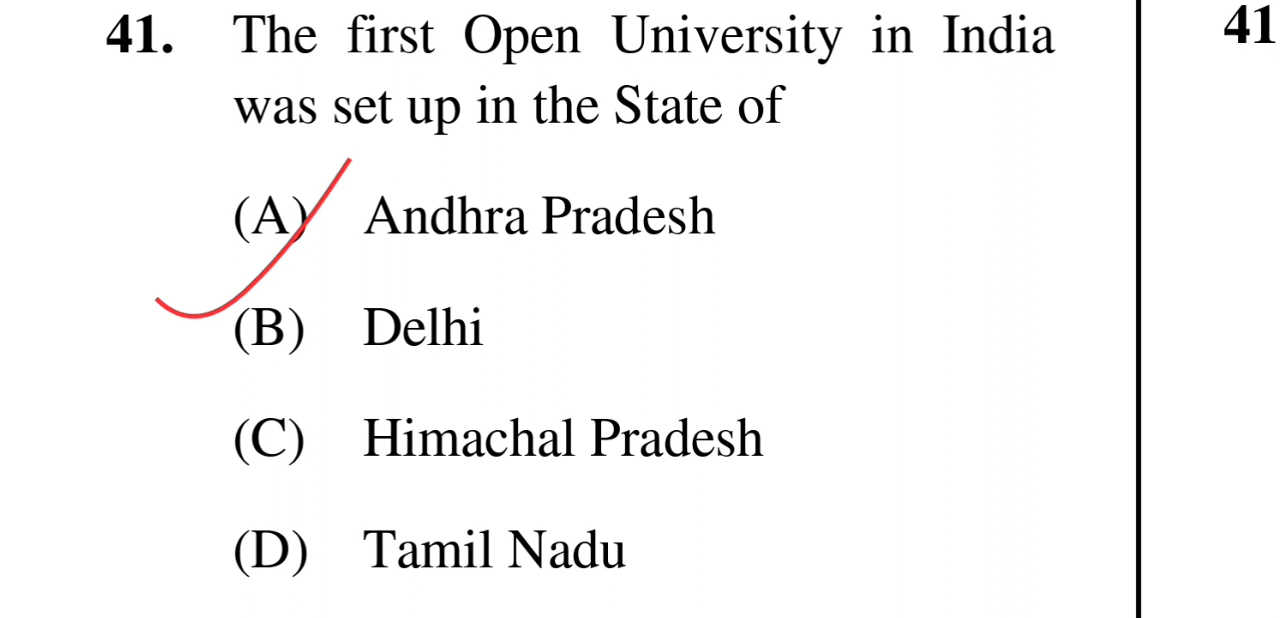 41. The first Open University in India
was set up in the State of
(A) Andhra Pradesh
(B) Delhi
(C) Himachal Pradesh
(D) Tamil Nadu
41